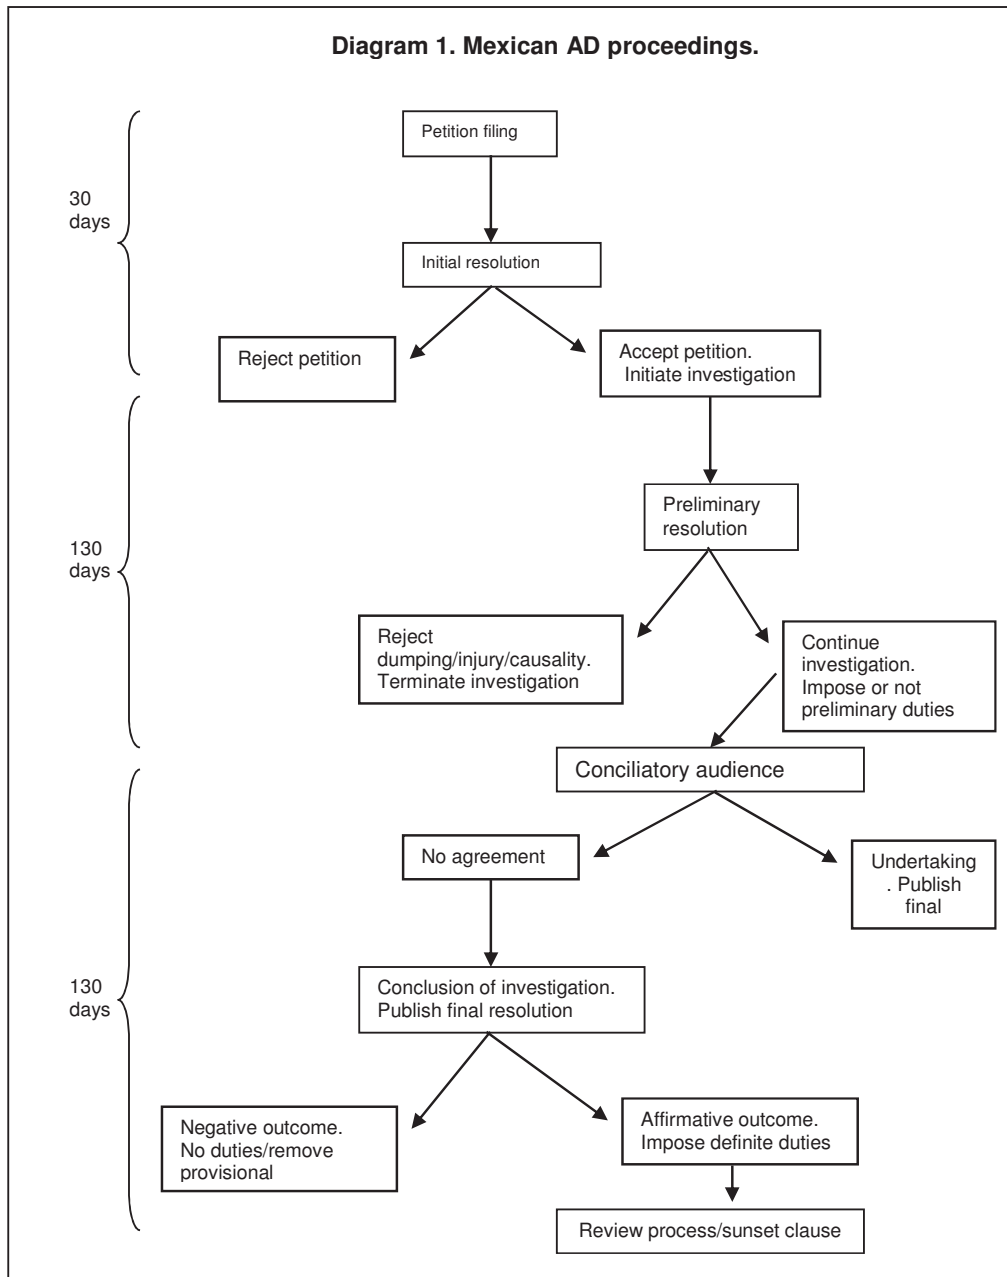 Diagram 1. Mexican AD proceedings.
Petition filing
30
days
Initial resolution
Reject petition
Accept petition.
Initiate investigation
Preliminary
resolution
130
days
Reject
dumping/injury/causality.
Terminate investigation
Continue
investigation.
Impose or not
preliminary duties
Conciliatory audience
No agreement
Undertaking
. Publish
final
Conclusion of investigation.
Publish final resolution
130
days
Negative outcome.
No duties/remove
provisional
Affirmative outcome.
Impose definite duties
Review process/sunset clause